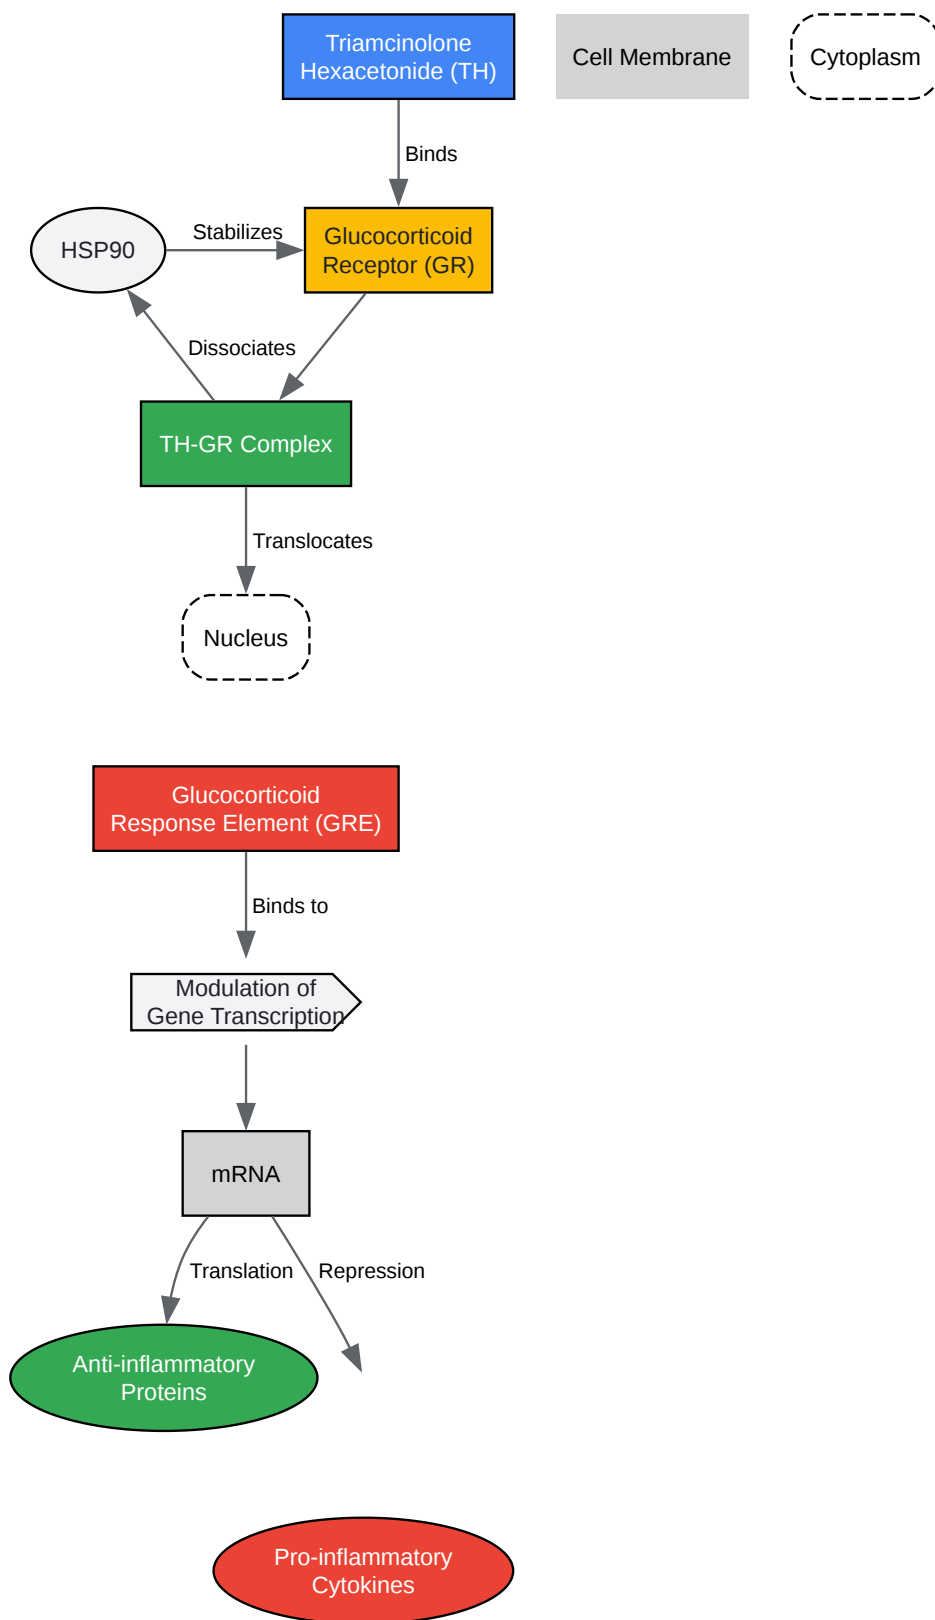 Triamcinolone
Hexacetonide (TH)
Cell Membrane
Cytoplasm
Binds
HSP90
Stabilizes
Glucocorticoid
Receptor (GR)
Dissociates
TH-GR Complex
Translocates
Nucleus
Glucocorticoid
Response Element (GRE)
Binds to
Modulation of
Gene Transcription
mRNA
Translation
Repression
Anti-inflammatory
Proteins
Pro-inflammatory
Cytokines